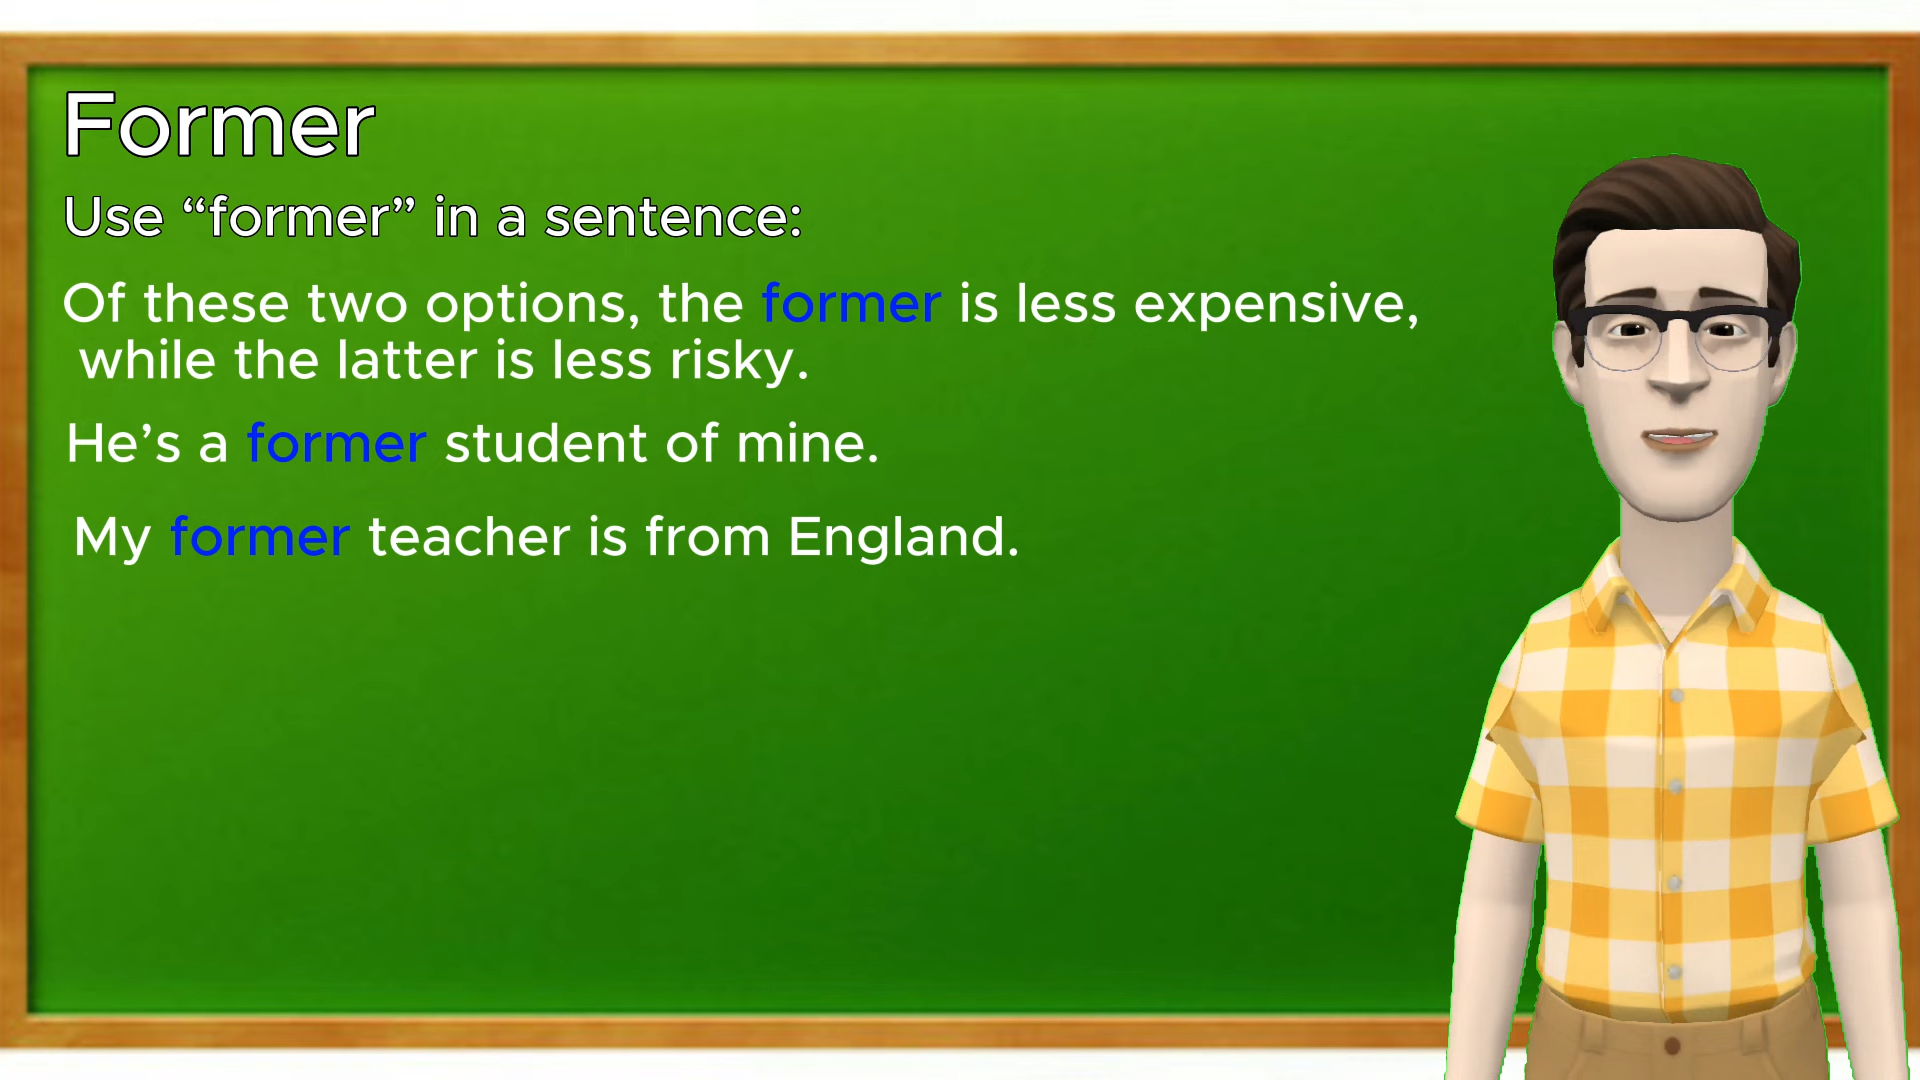 Former
Use “former” in a sentence:
Of these two options, the former is less expensive,
while the latter is less risky.
He’s a former student of mine.
My former teacher is from England.